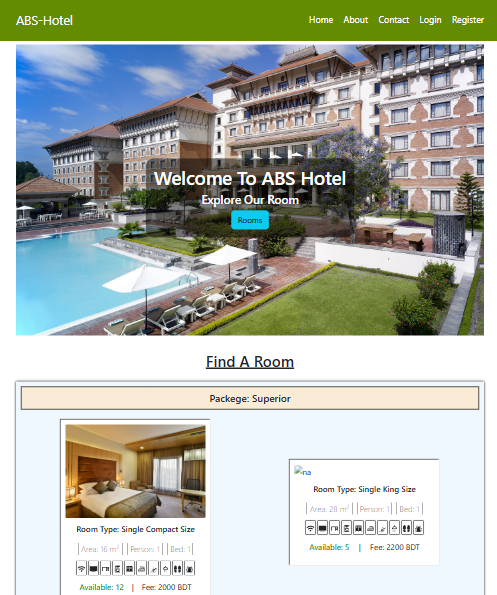 ABS-Hotel Home About Contact Login Register
Welcome To ABS Hotel
Explore Our Room
Rooms
Find A Room
Packege: Superior
na
Room Type: Single King Size
Area: 28 m² Person: 1 Bed: 1
Available: 5 | Fee: 2200 BDT
Room Type: Single Compact Size
Area: 16 m² Person: 1 Bed: 1
Available: 12 | Fee: 2000 BDT